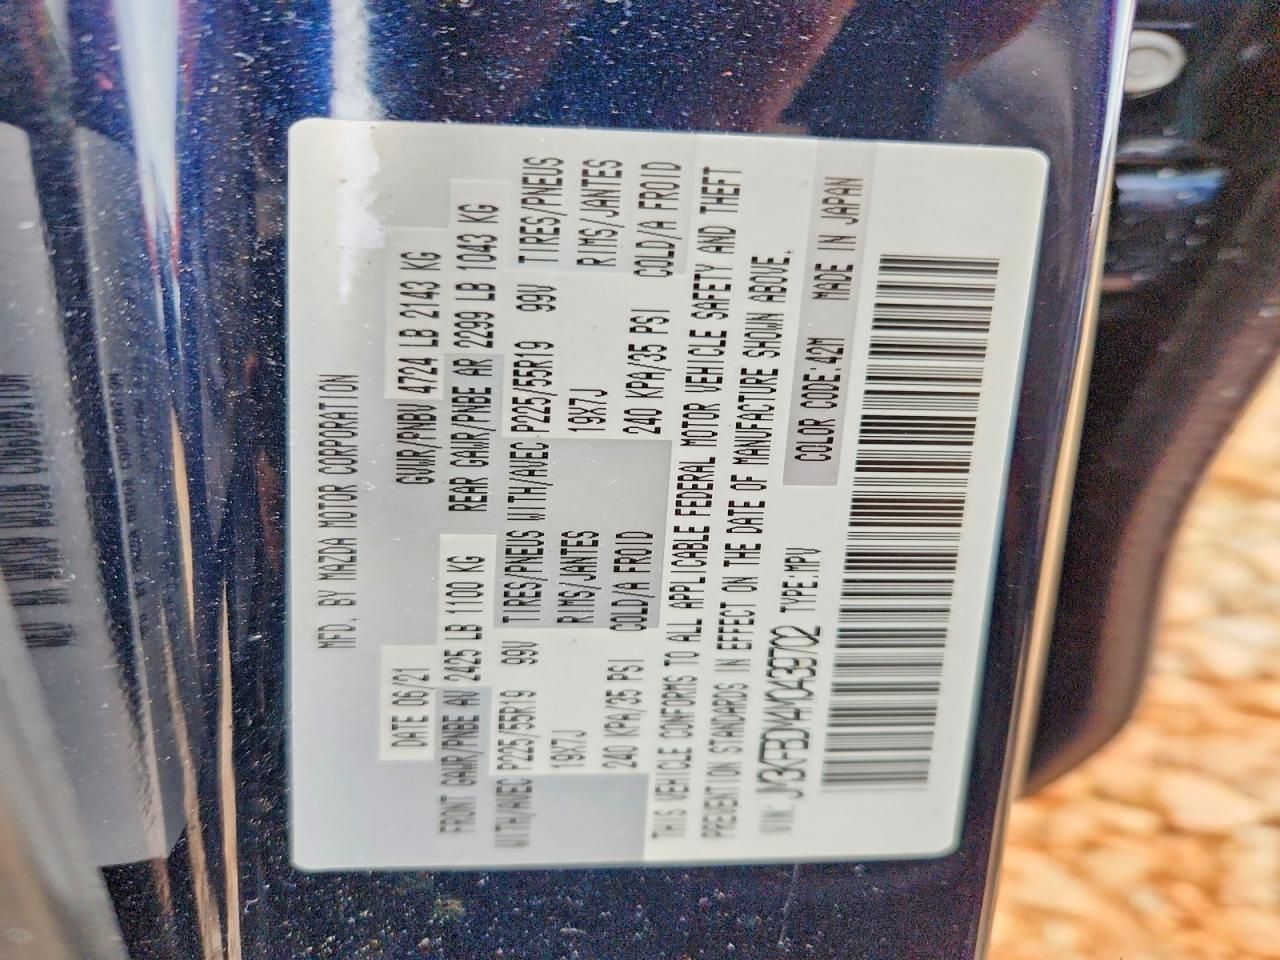 MFD. BY MAZDA MOTOR CORPORATION
DATE 06/21 GVWR/PNBV 4724 LB 2143 KG
FRONT GAWR/PNBE AV 2425 LB 1100 KG REAR GAWR/PNBE AR 2299 LB 1043 KG
WITH/AVEC P225/55R19 99V TIRES/PNEUS WITH/AVEC P225/55R19 99V TIRES/PNEUS
19X7J RIMS/JANTES 19X7J RIMS/JANTES
240 KPA/35 PSI COLD/A FROID 240 KPA/35 PSI COLD/A FROID
THIS VEHICLE CONFORMS TO ALL APPLICABLE FEDERAL MOTOR VEHICLE SAFETY AND THEFT
PREVENTION STANDARDS IN EFFECT ON THE DATE OF MANUFACTURE SHOWN ABOVE.
VIN: JM3KFBDM4M0439702 TYPE:MPV COLOR CODE:42M MADE IN JAPAN